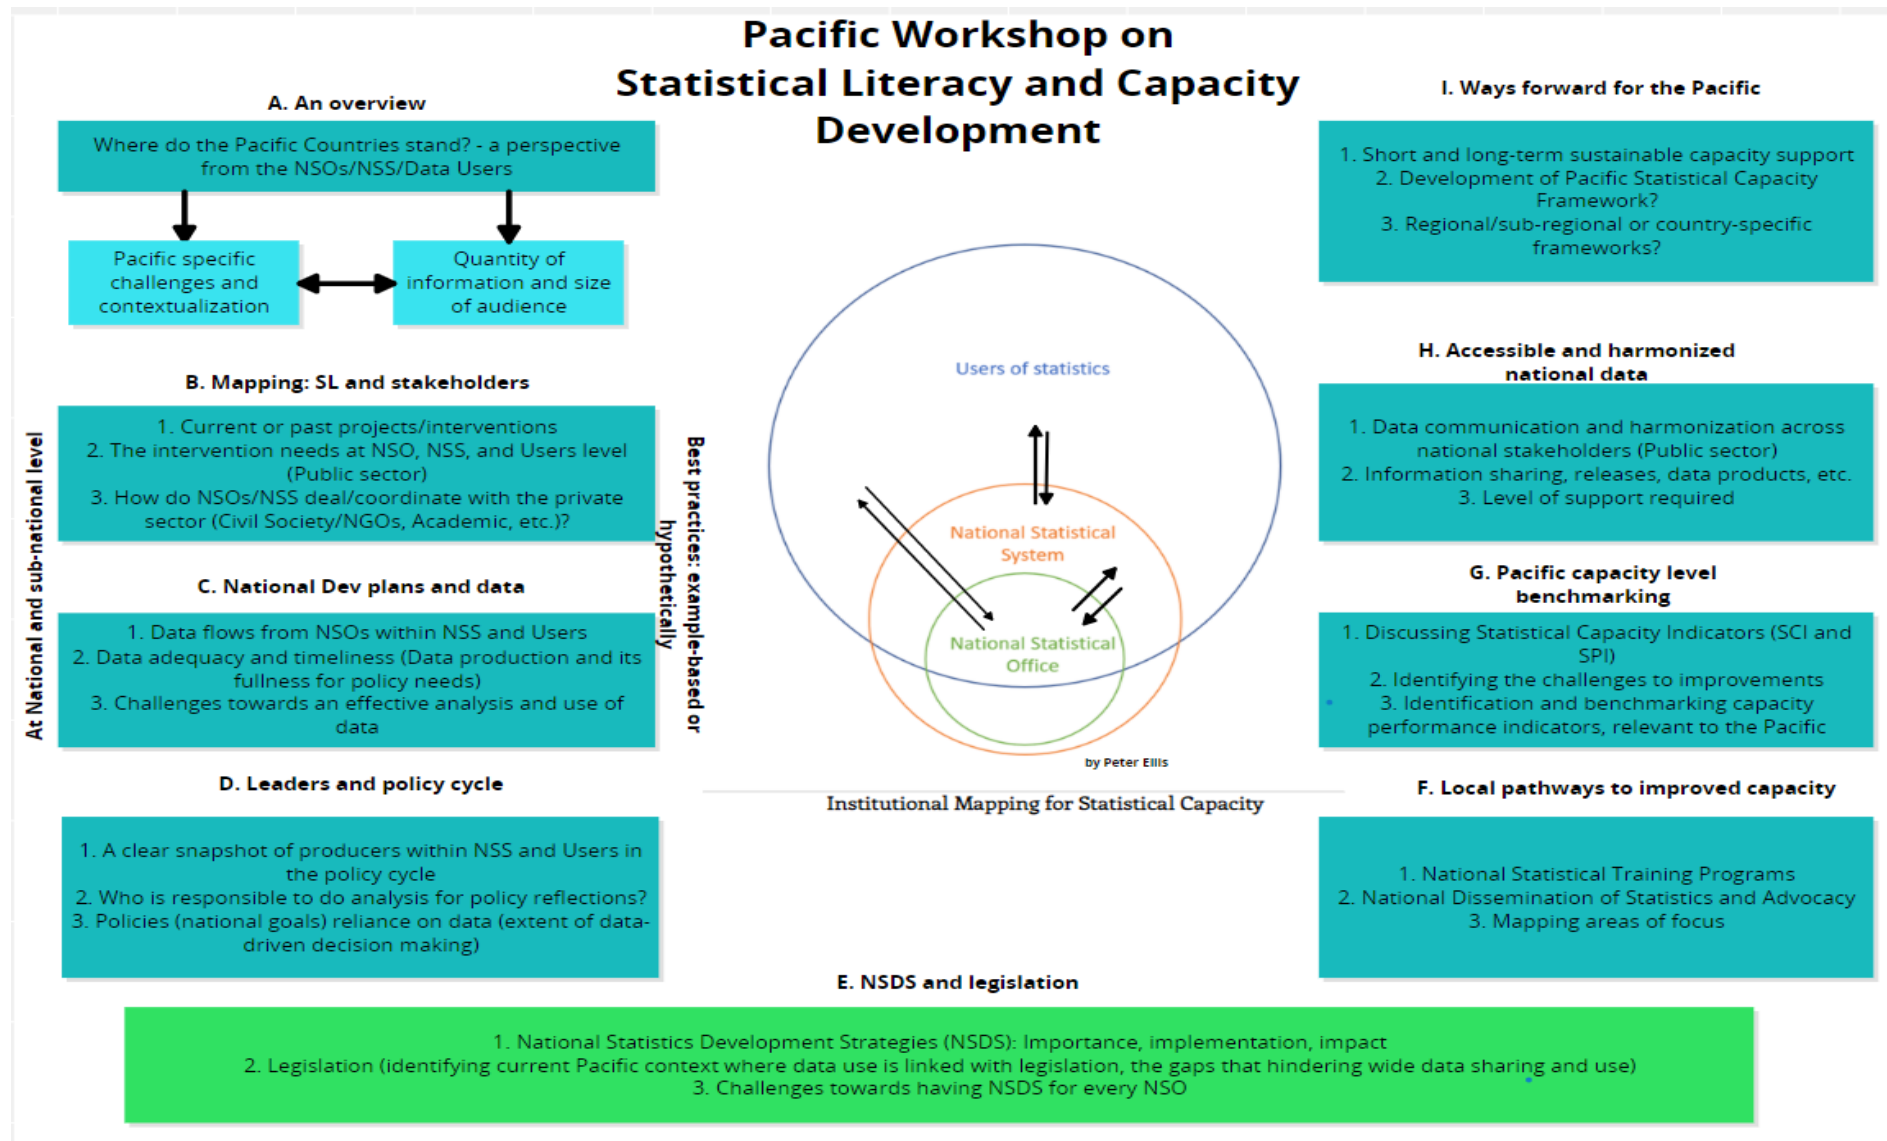 Pacific Workshop on
Statistical Literacy and Capacity
Development
A. An overview
Where do the Pacific Countries stand? - a perspective
from the NSOs/NSS/Data Users
Pacific specific
challenges and
contextualization
Quantity of
information and size
of audience
B. Mapping: SL and stakeholders
1. Current or past projects/interventions
2. The intervention needs at NSO, NSS, and Users level
(Public sector)
3. How do NSOs/NSS deal/coordinate with the private
sector (Civil Society/NGOs, Academic, etc.)?
C. National Dev plans and data
1. Data flows from NSOs within NSS and Users
2. Data adequacy and timeliness (Data production and its
fullness for policy needs)
3. Challenges towards an effective analysis and use of
data
D. Leaders and policy cycle
1. A clear snapshot of producers within NSS and Users in
the policy cycle
2. Who is responsible to do analysis for policy reflections?
3. Policies (national goals) reliance on data (extent of data-
driven decision making)
At National and sub-national level
Best practices: example-based or
hypothetically
Users of statistics
National Statistical
System
National Statistical
Office
by Peter Ellis
Institutional Mapping for Statistical Capacity
E. NSDS and legislation
1. National Statistics Development Strategies (NSDS): Importance, implementation, impact
2. Legislation (identifying current Pacific context where data use is linked with legislation, the gaps that hindering wide data sharing and use)
3. Challenges towards having NSDS for every NSO
I. Ways forward for the Pacific
1. Short and long-term sustainable capacity support
2. Development of Pacific Statistical Capacity
Framework?
3. Regional/sub-regional or country-specific
frameworks?
H. Accessible and harmonized
national data
1. Data communication and harmonization across
national stakeholders (Public sector)
2. Information sharing, releases, data products, etc.
3. Level of support required
G. Pacific capacity level
benchmarking
1. Discussing Statistical Capacity Indicators (SCI and
SPI)
2. Identifying the challenges to improvements
3. Identification and benchmarking capacity
performance indicators, relevant to the Pacific
F. Local pathways to improved capacity
1. National Statistical Training Programs
2. National Dissemination of Statistics and Advocacy
3. Mapping areas of focus